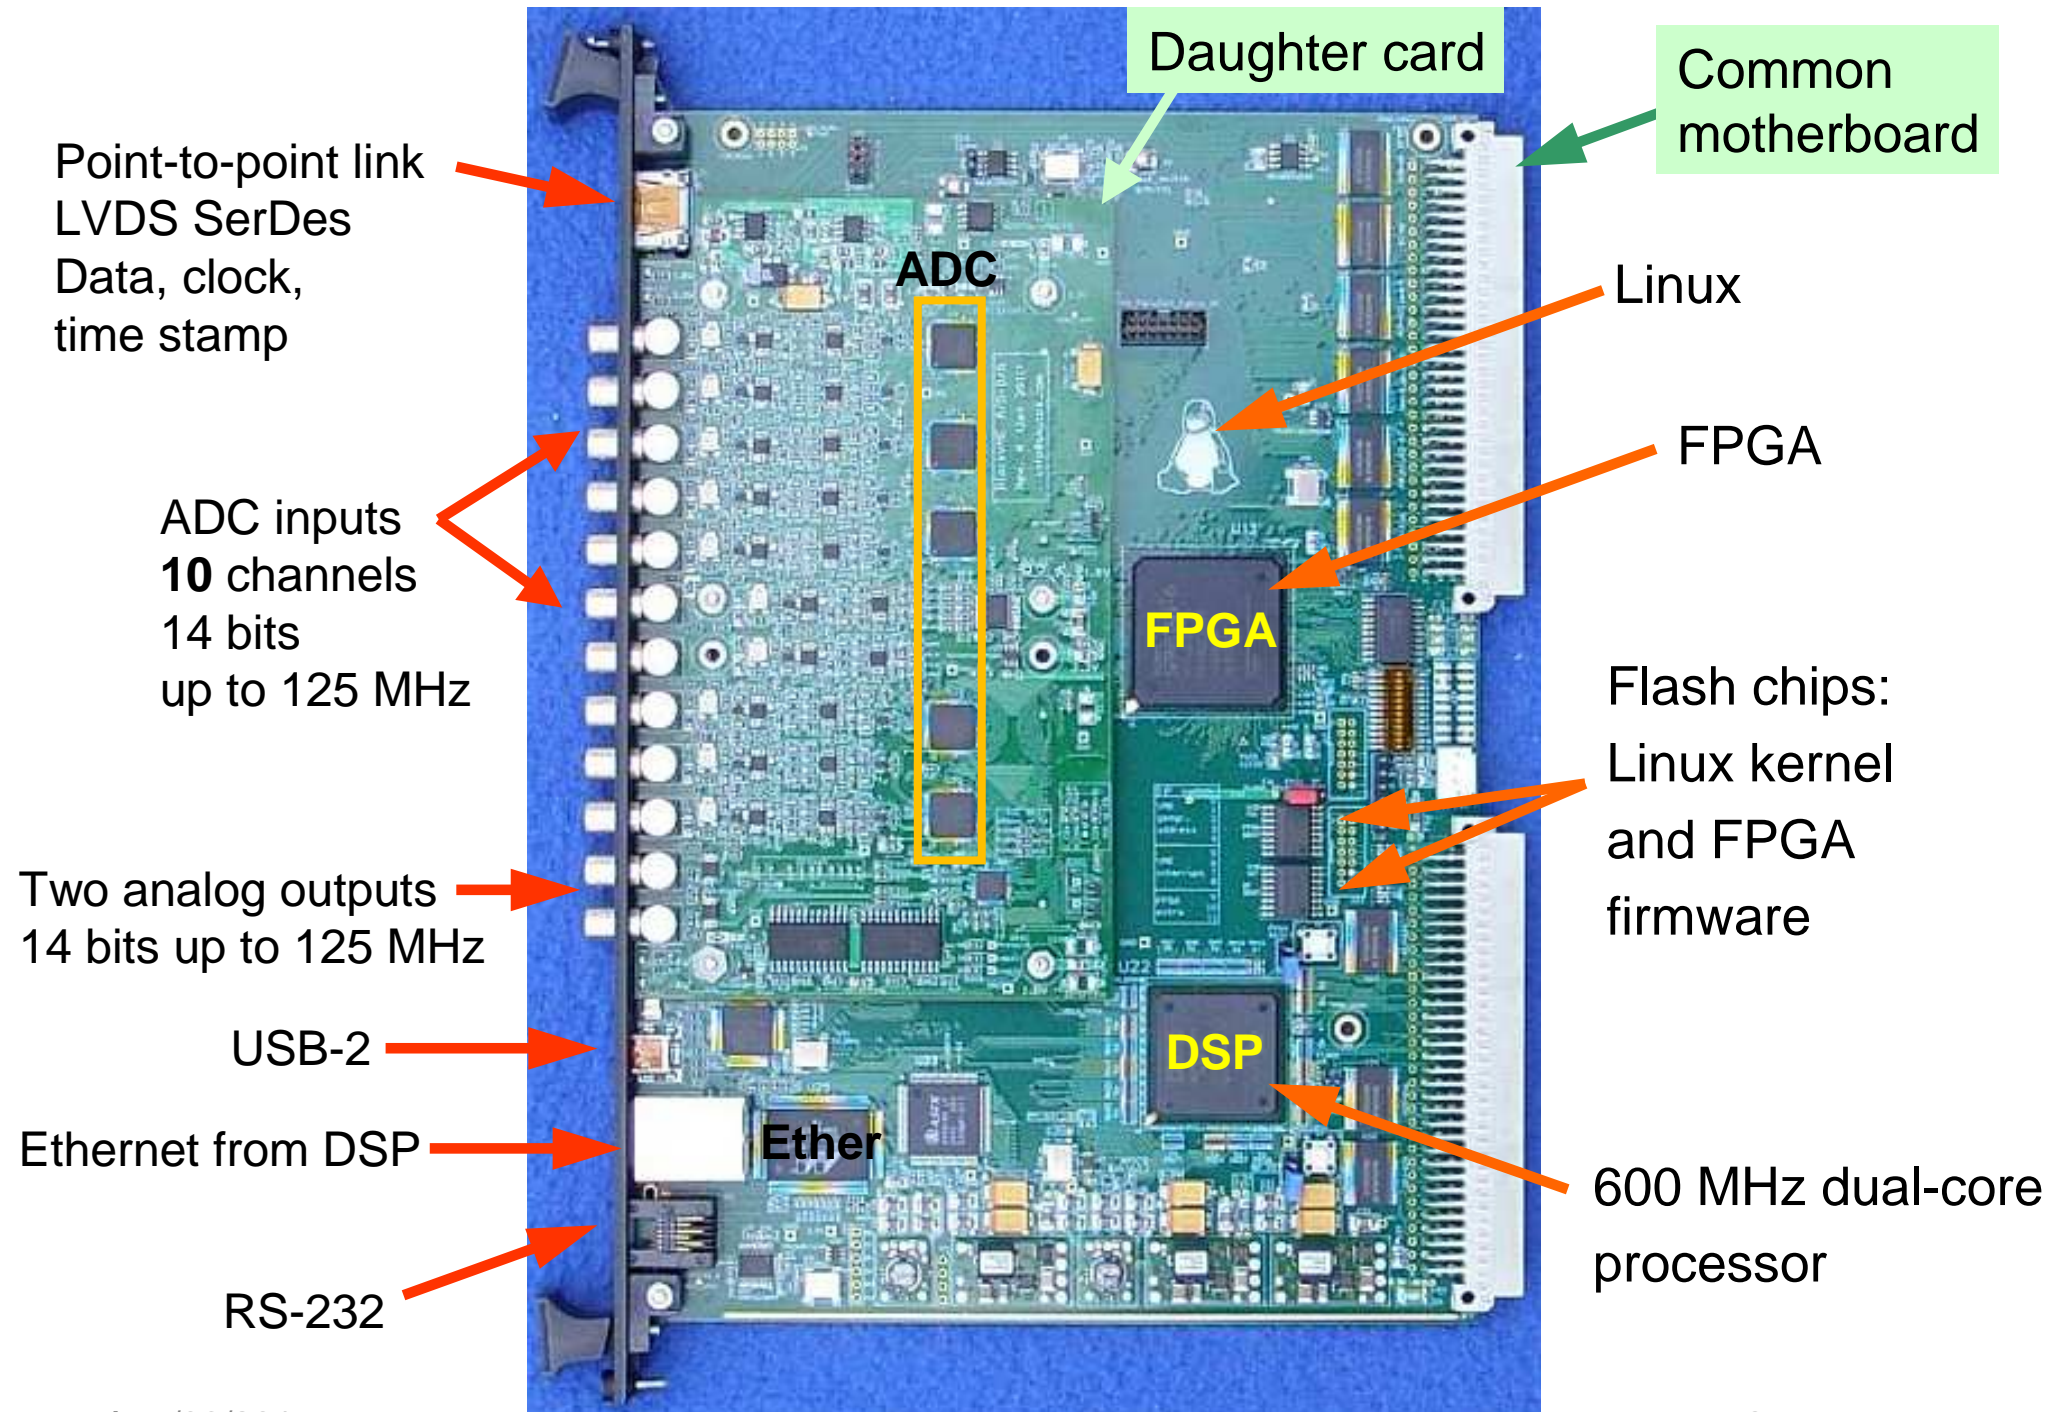 Daughter card
Common
motherboard
Point-to-point link
LVDS SerDes
Data, clock,
time stamp
ADC
Linux
FPGA
ADC inputs
10 channels
14 bits
up to 125 MHz
FPGA
Flash chips:
Linux kernel
and FPGA
firmware
Two analog outputs
14 bits up to 125 MHz
U22
USB-2
DSP
Ethernet from DSP
Ether
600 MHz dual-core
processor
RS-232